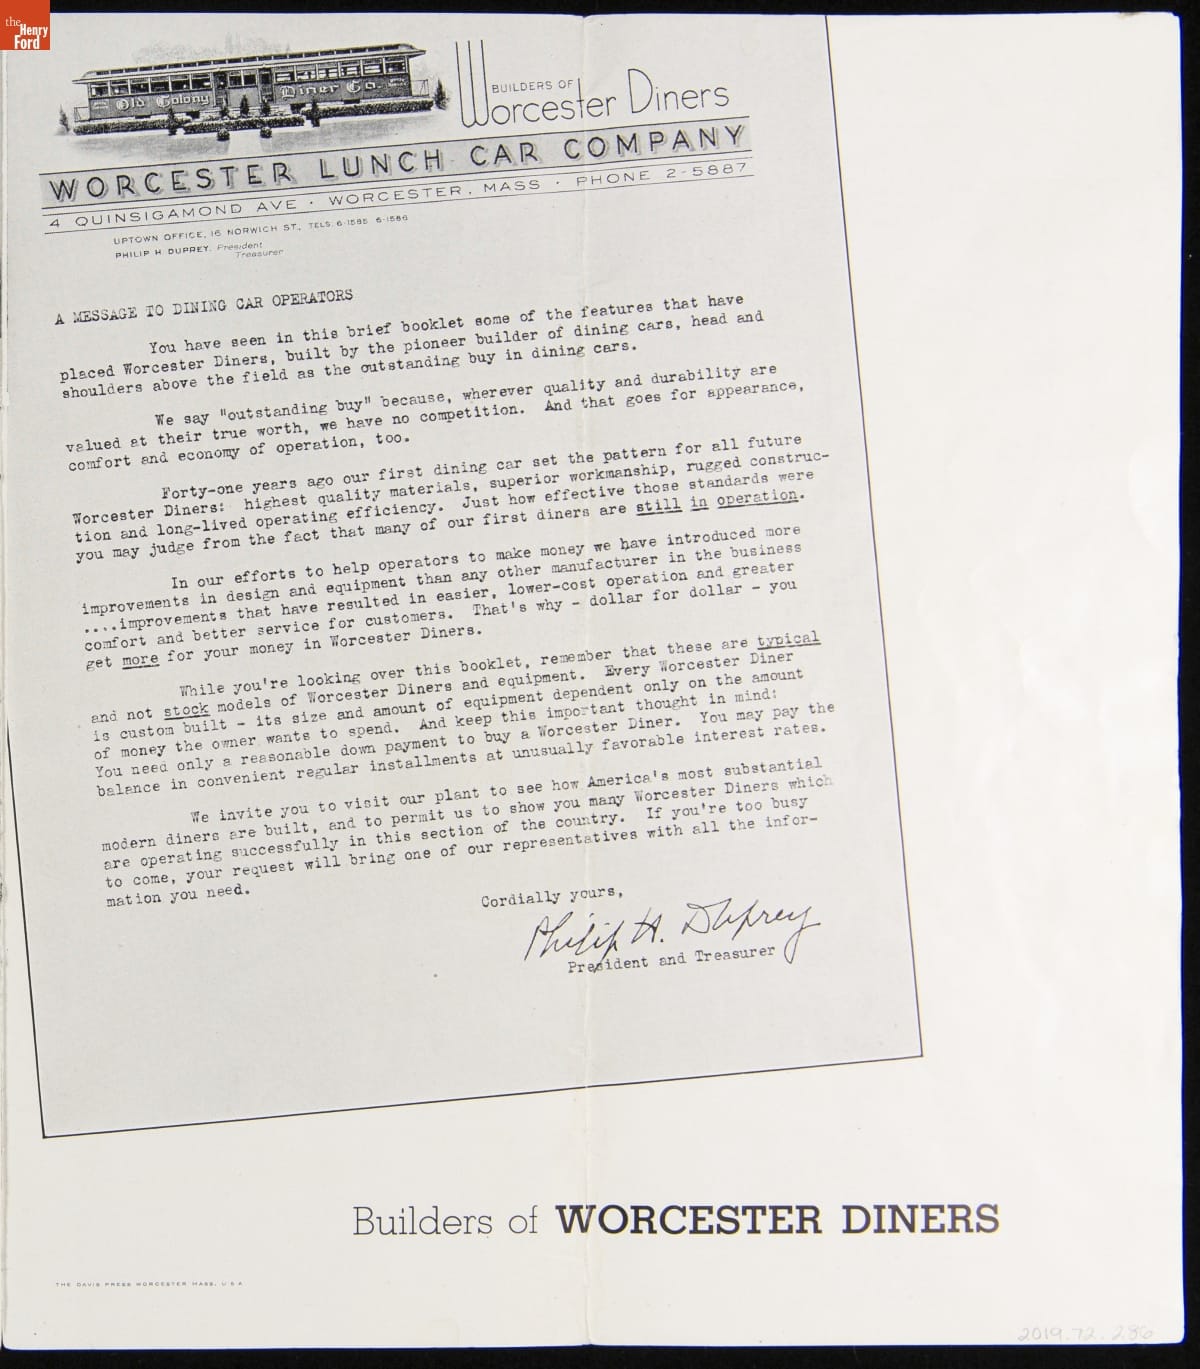 the
Henry
Ford
Old Colony Diner Co.
BUILDERS OF
Worcester Diners
WORCESTER LUNCH CAR COMPANY
4 QUINSIGAMOND AVE · WORCESTER, MASS · PHONE 2-5887
UPTOWN OFFICE, 16 NORWICH ST., TELS. 6-1585 6-1586
PHILIP H DUPREY, President
Treasurer
A MESSAGE TO DINING CAR OPERATORS
You have seen in this brief booklet some of the features that have
placed Worcester Diners, built by the pioneer builder of dining cars, head and
shoulders above the field as the outstanding buy in dining cars.
We say "outstanding buy" because, wherever quality and durability are
valued at their true worth, we have no competition. And that goes for appearance,
comfort and economy of operation, too.
Forty-one years ago our first dining car set the pattern for all future
Worcester Diners: highest quality materials, superior workmanship, rugged construc-
tion and long-lived operating efficiency. Just how effective those standards were
you may judge from the fact that many of our first diners are still in operation.
In our efforts to help operators to make money we have introduced more
improvements in design and equipment than any other manufacturer in the business
....improvements that have resulted in easier, lower-cost operation and greater
comfort and better service for customers. That's why - dollar for dollar - you
get more for your money in Worcester Diners.
While you're looking over this booklet, remember that these are typical
and not stock models of Worcester Diners and equipment. Every Worcester Diner
is custom built - its size and amount of equipment dependent only on the amount
of money the owner wants to spend. And keep this important thought in mind:
You need only a reasonable down payment to buy a Worcester Diner. You may pay the
balance in convenient regular installments at unusually favorable interest rates.
We invite you to visit our plant to see how America's most substantial
modern diners are built, and to permit us to show you many Worcester Diners which
are operating successfully in this section of the country. If you're too busy
to come, your request will bring one of our representatives with all the infor-
mation you need.
Cordially yours,
Philip H. Duprey
President and Treasurer
Builders of WORCESTER DINERS
THE DAVIS PRESS WORCESTER MASS. U S A
2019.72.286